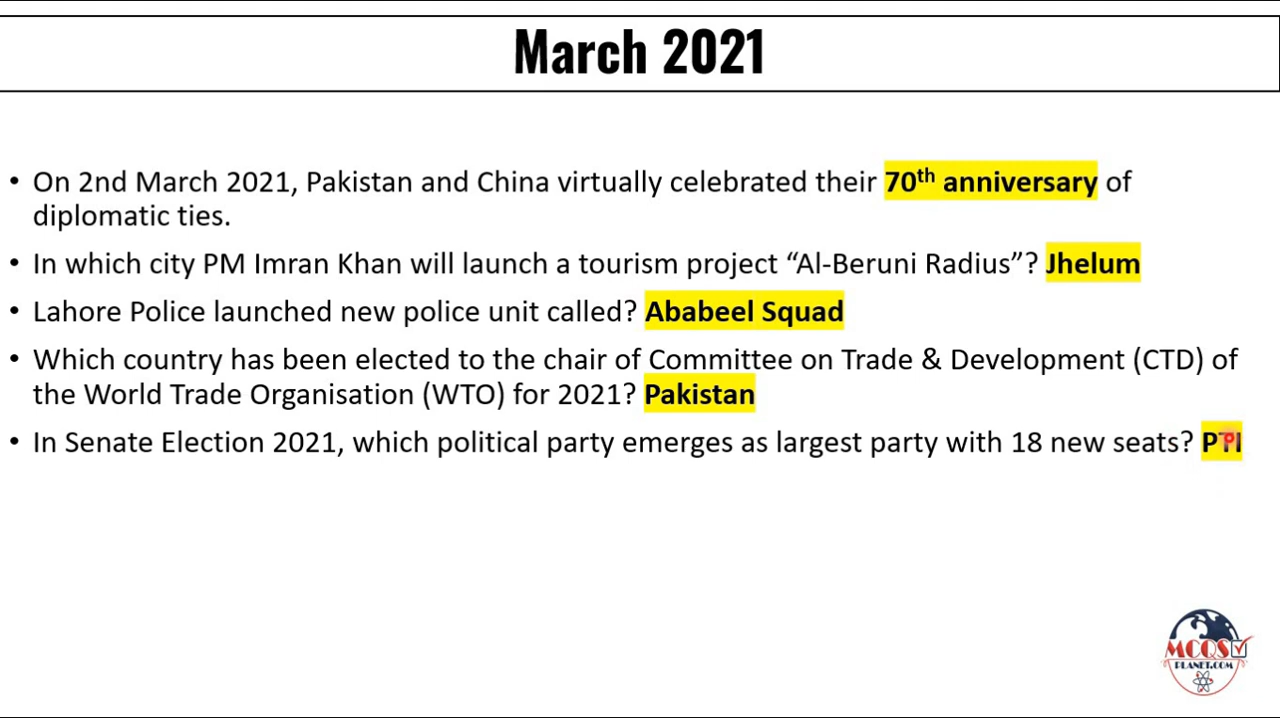 March 2021
• On 2nd March 2021, Pakistan and China virtually celebrated their 70th anniversary of
diplomatic ties.
• In which city PM Imran Khan will launch a tourism project “Al-Beruni Radius”? Jhelum
• Lahore Police launched new police unit called? Ababeel Squad
• Which country has been elected to the chair of Committee on Trade & Development (CTD) of
the World Trade Organisation (WTO) for 2021? Pakistan
• In Senate Election 2021, which political party emerges as largest party with 18 new seats? PTI
MCQS
PLANET.COM